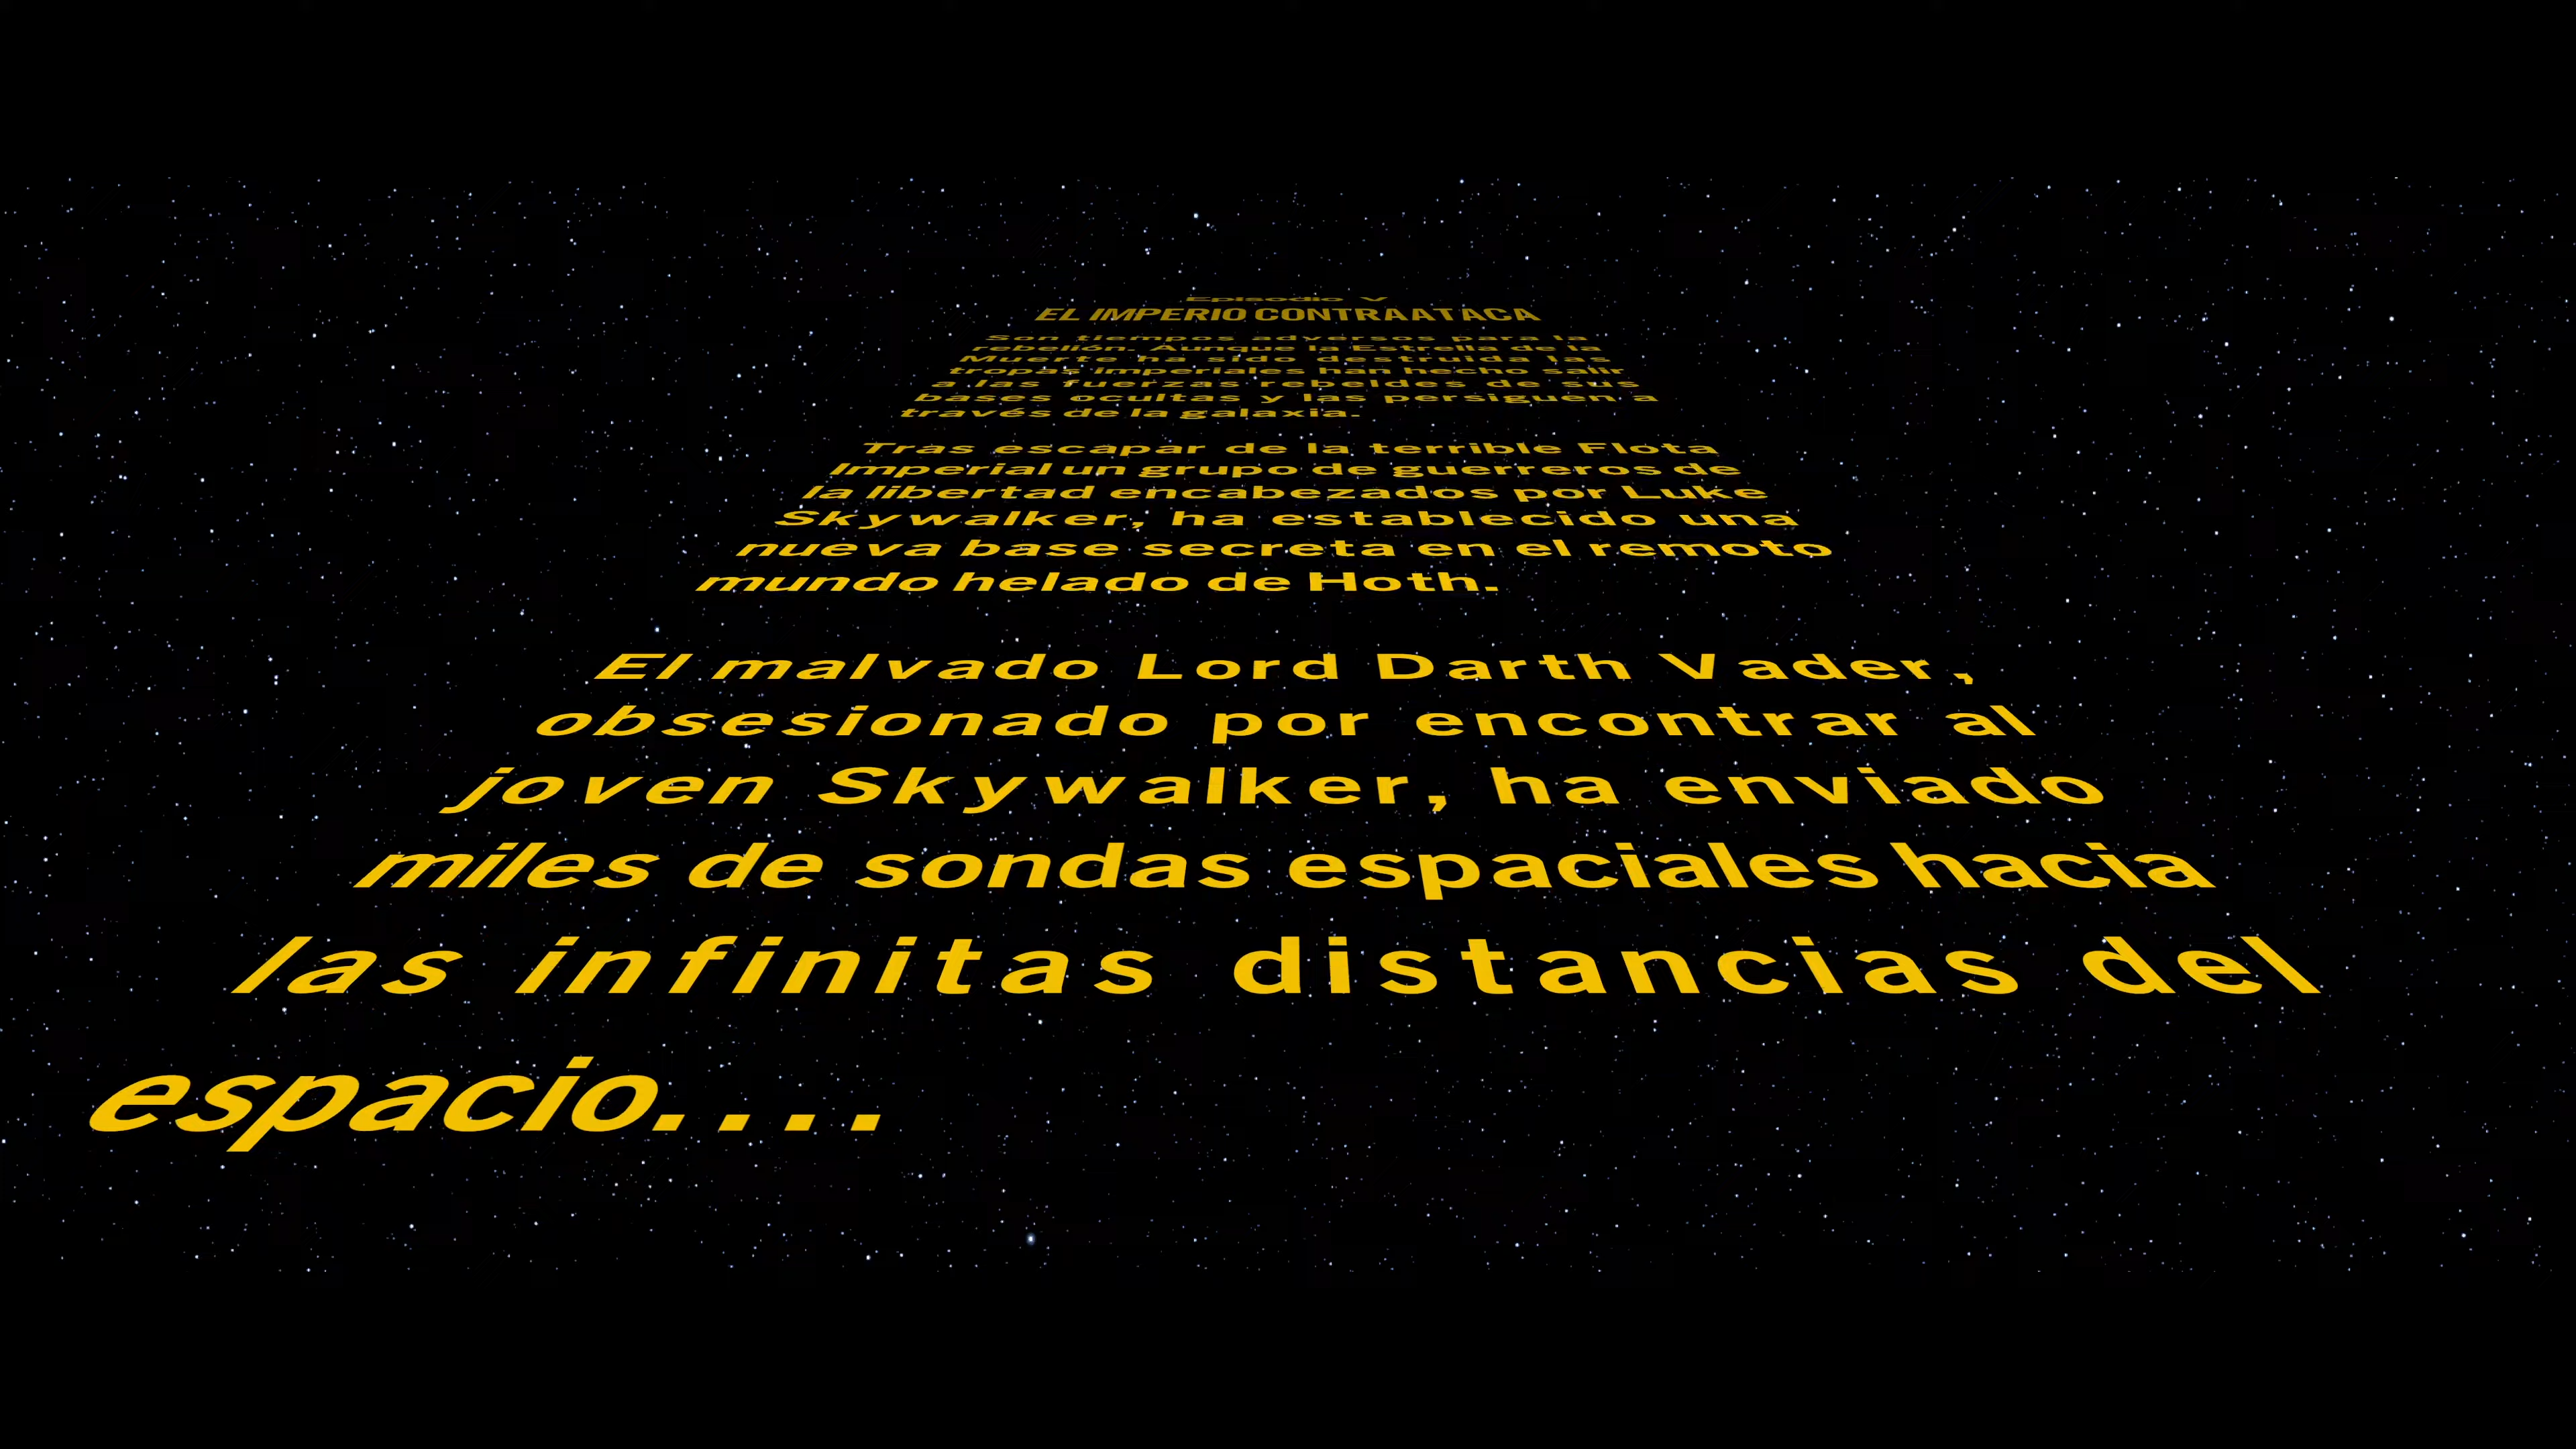 Episodio V
EL IMPERIO CONTRAATACA
Son tiempos adversos para la
rebelión. Aunque la Estrella de la
Muerte ha sido destruida las
tropas imperiales han hecho salir
a las fuerzas rebeldes de sus
bases ocultas y las persiguen a
través de la galaxia.
Tras escapar de la terrible Flota
Imperial un grupo de guerreros de
la libertad encabezados por Luke
Skywalker, ha establecido una
nueva base secreta en el remoto
mundo helado de Hoth.
El malvado Lord Darth Vader,
obsesionado por encontrar al
joven Skywalker, ha enviado
miles de sondas espaciales hacia
las infinitas distancias del
espacio....